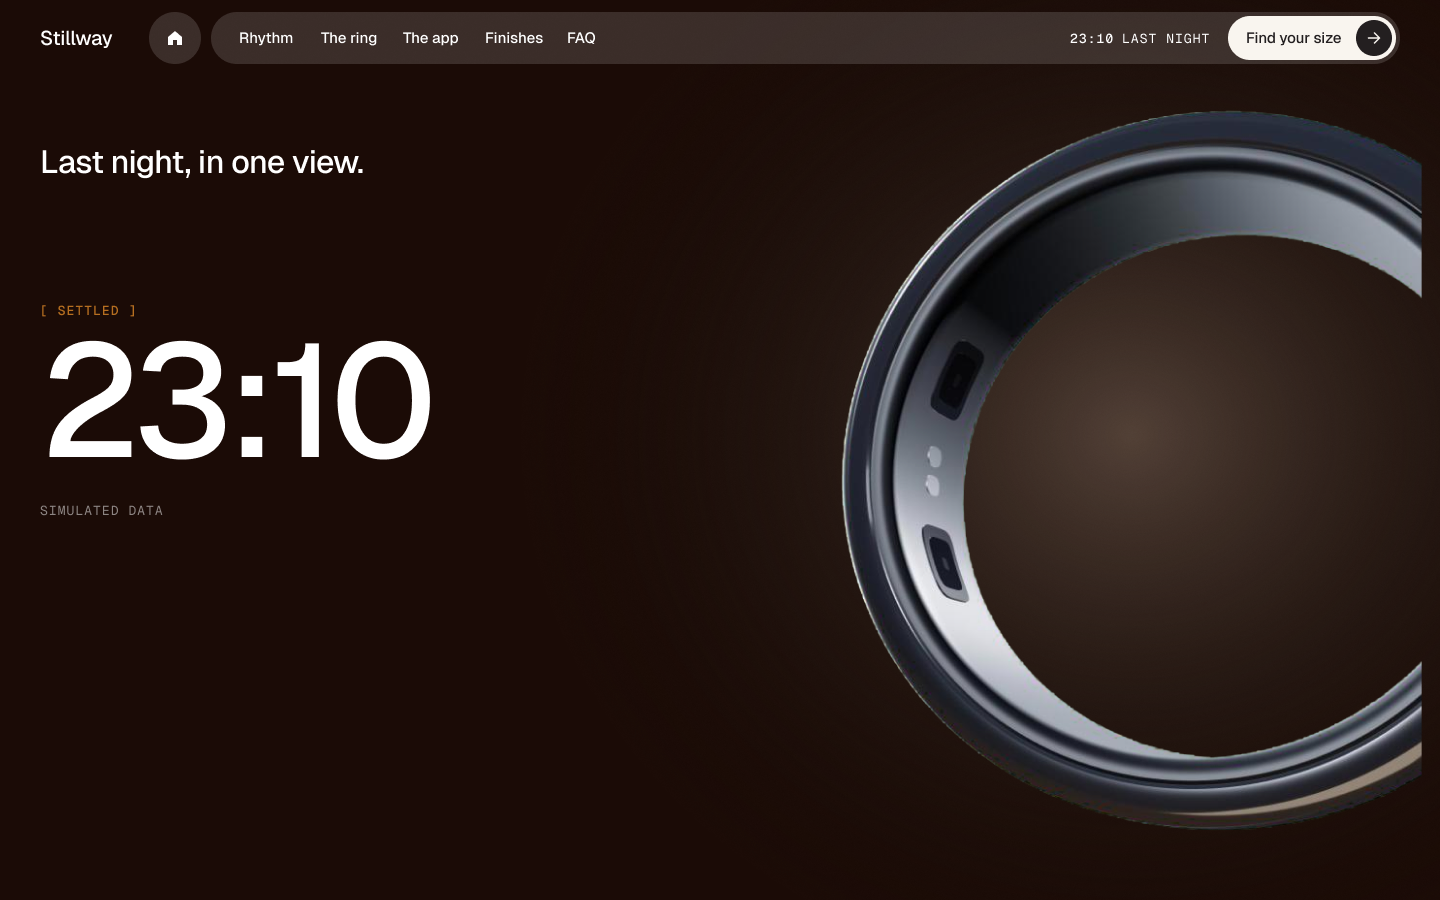 Stillway
Rhythm
The ring
The app
Finishes
FAQ
23:10 LAST NIGHT
Find your size
Last night, in one view.
[ SETTLED ]
23:10
SIMULATED DATA